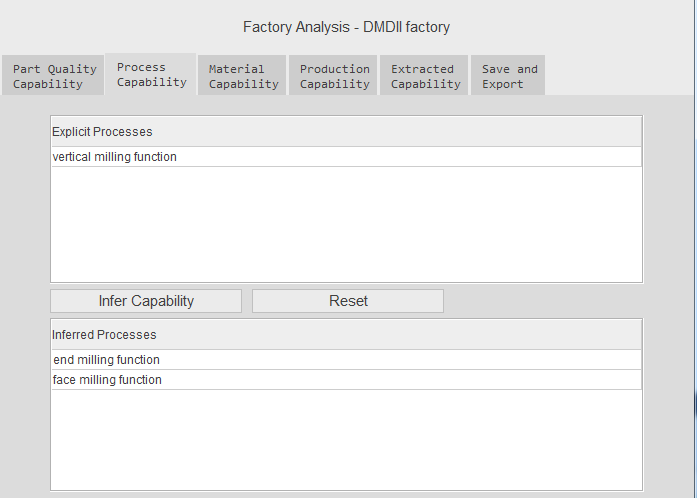 Factory Analysis - DMDII factory
Part Quality Capability
Process Capability
Material Capability
Production Capability
Extracted Capability
Save and Export
Explicit Processes
vertical milling function
Infer Capability
Reset
Inferred Processes
end milling function
face milling function